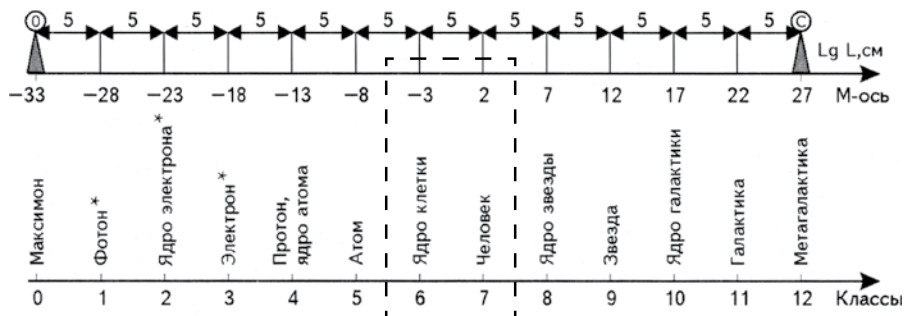 5 5 5 5 5 5 5 5 5 5 5 5
0 C
Lg L,см
−33 −28 −23 −18 −13 −8 −3 2 7 12 17 22 27 М-ось
Максимон
Фотон*
Ядро электрона*
Электрон*
Протон,
ядро атома
Атом
Ядро клетки
Человек
Ядро звезды
Звезда
Ядро галактики
Галактика
Метагалактика
0 1 2 3 4 5 6 7 8 9 10 11 12 Классы